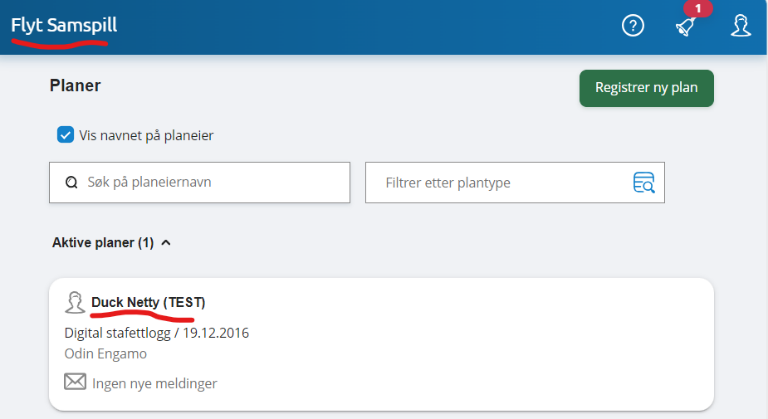 Flyt Samspill
1
Planer
Registrer ny plan
Vis navnet på planeier
Søk på planeiernavn
Filtrer etter plantype
Aktive planer (1)
Duck Netty (TEST)
Digital stafettlogg / 19.12.2016
Odin Engamo
Ingen nye meldinger